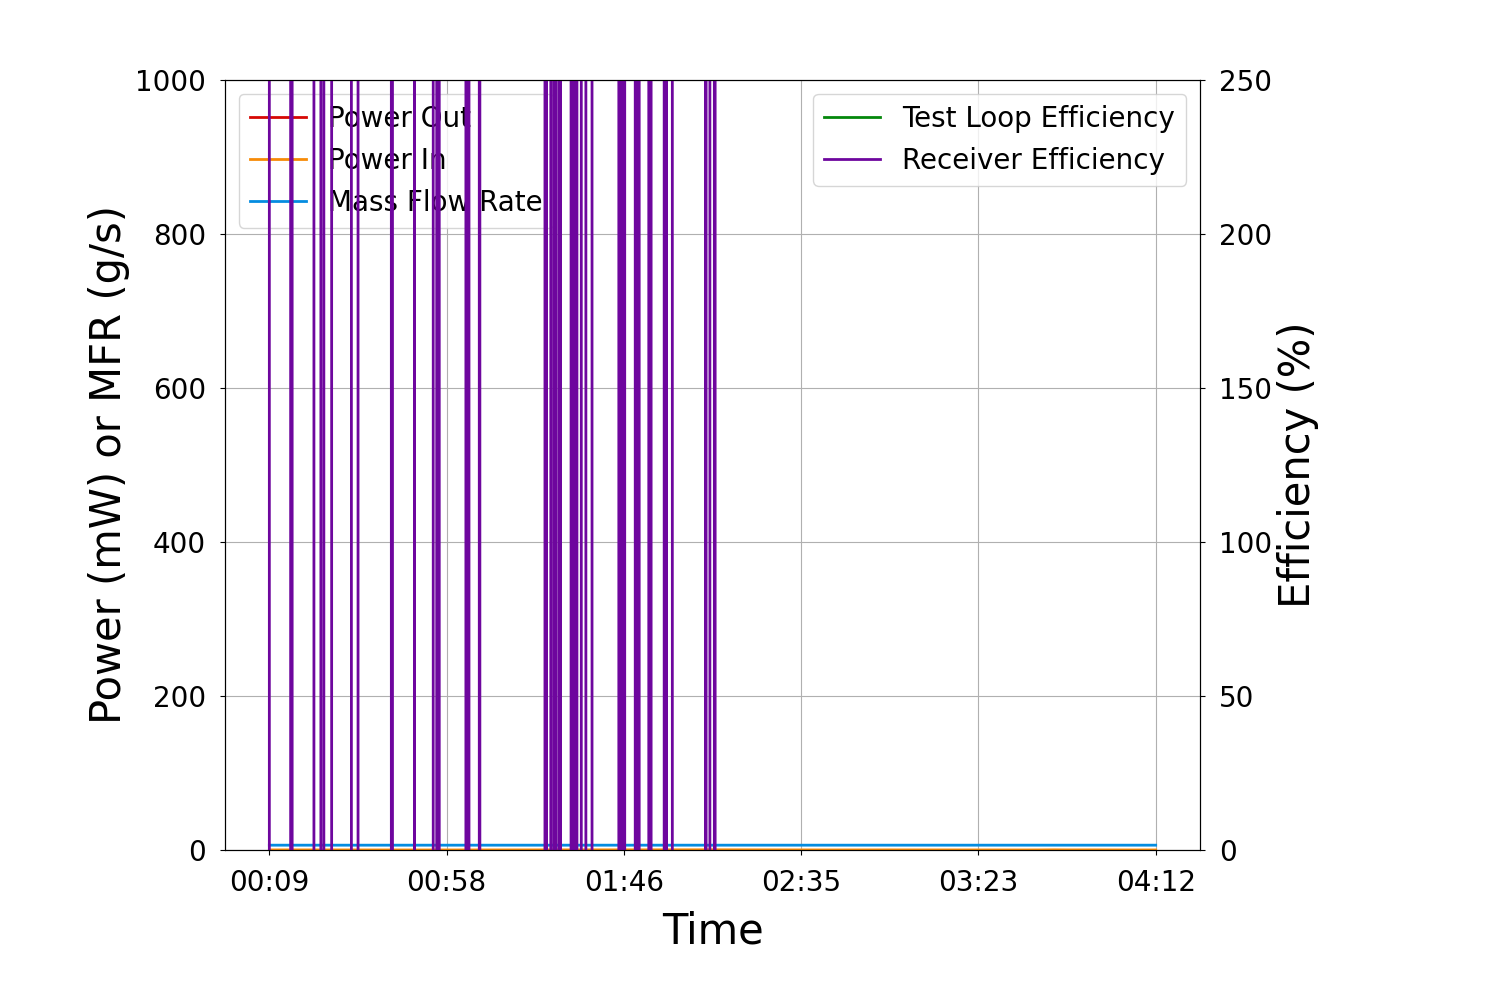 1000
800
600
400
200
0
Power (mW) or MFR (g/s)
Power Out
Power In
Mass Flow Rate
Test Loop Efficiency
Receiver Efficiency
250
200
150
100
50
0
Efficiency (%)
00:09 00:58 01:46 02:35 03:23 04:12
Time